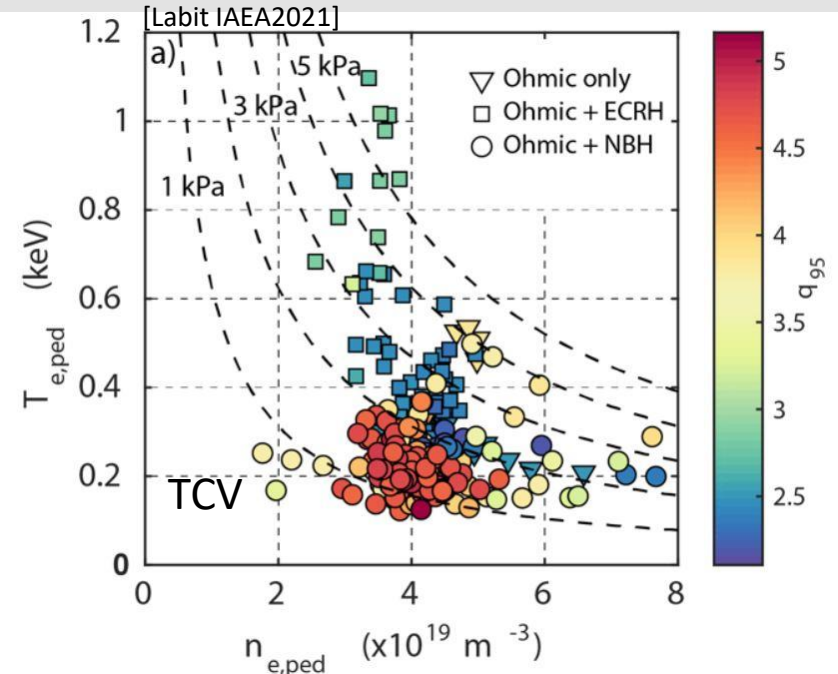 [Labit IAEA2021]
a)
5 kPa
3 kPa
1 kPa
▽ Ohmic only
□ Ohmic + ECRH
○ Ohmic + NBH
TCV
1.2
1
0.8
0.6
0.4
0.2
0
T e,ped (keV)
0 2 4 6 8
n e,ped (x10^19 m^-3)
5
4.5
4
3.5
3
2.5
q95